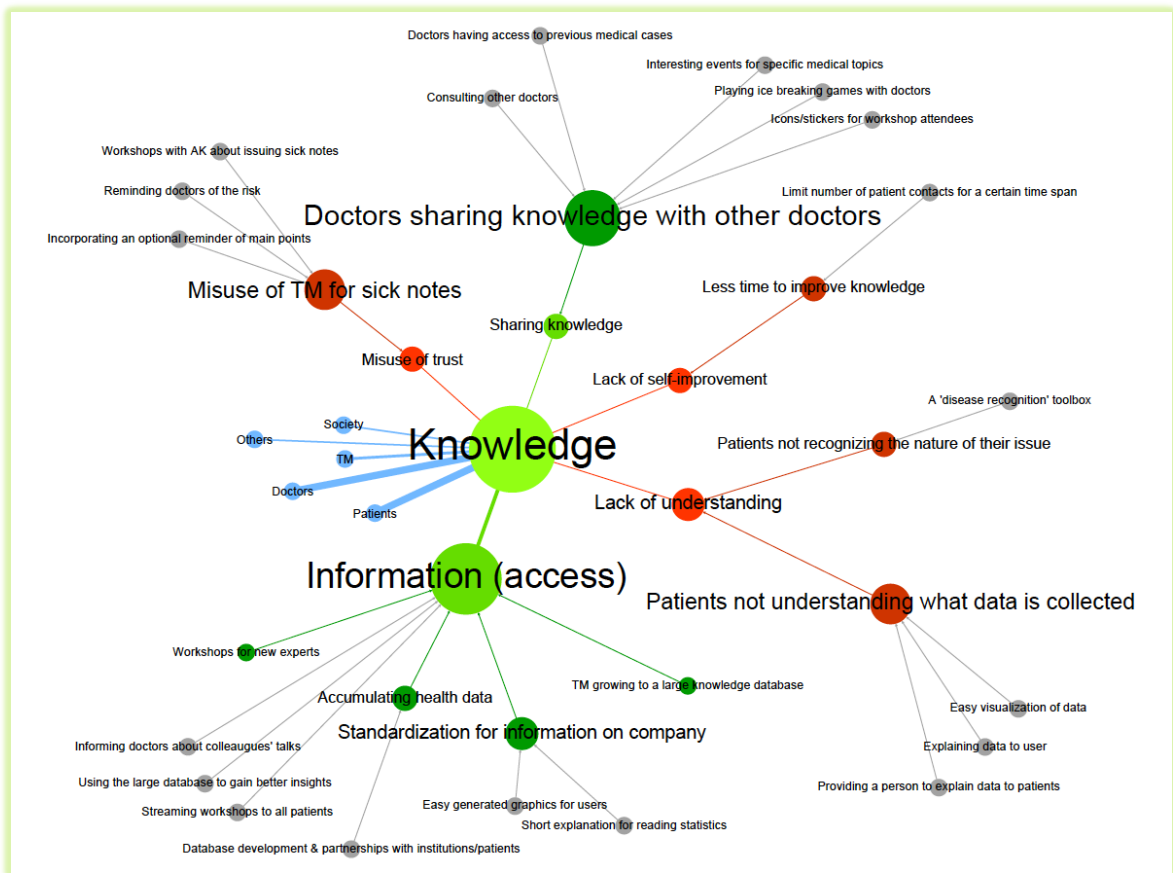 Doctors having access to previous medical cases
Interesting events for specific medical topics
Playing ice breaking games with doctors
Consulting other doctors
Icons/stickers for workshop attendees
Workshops with AK about issuing sick notes
Reminding doctors of the risk
Limit number of patient contacts for a certain time span
Doctors sharing knowledge with other doctors
Incorporating an optional reminder of main points
Misuse of TM for sick notes
Less time to improve knowledge
Sharing knowledge
Misuse of trust
Lack of self-improvement
A 'disease recognition' toolbox
Society
Others
Knowledge
Patients not recognizing the nature of their issue
TM
Doctors
Patients
Lack of understanding
Information (access)
Patients not understanding what data is collected
Workshops for new experts
TM growing to a large knowledge database
Accumulating health data
Easy visualization of data
Standardization for information on company
Informing doctors about colleaugues' talks
Explaining data to user
Using the large database to gain better insights
Providing a person to explain data to patients
Easy generated graphics for users
Streaming workshops to all patients
Short explanation for reading statistics
Database development & partnerships with institutions/patients